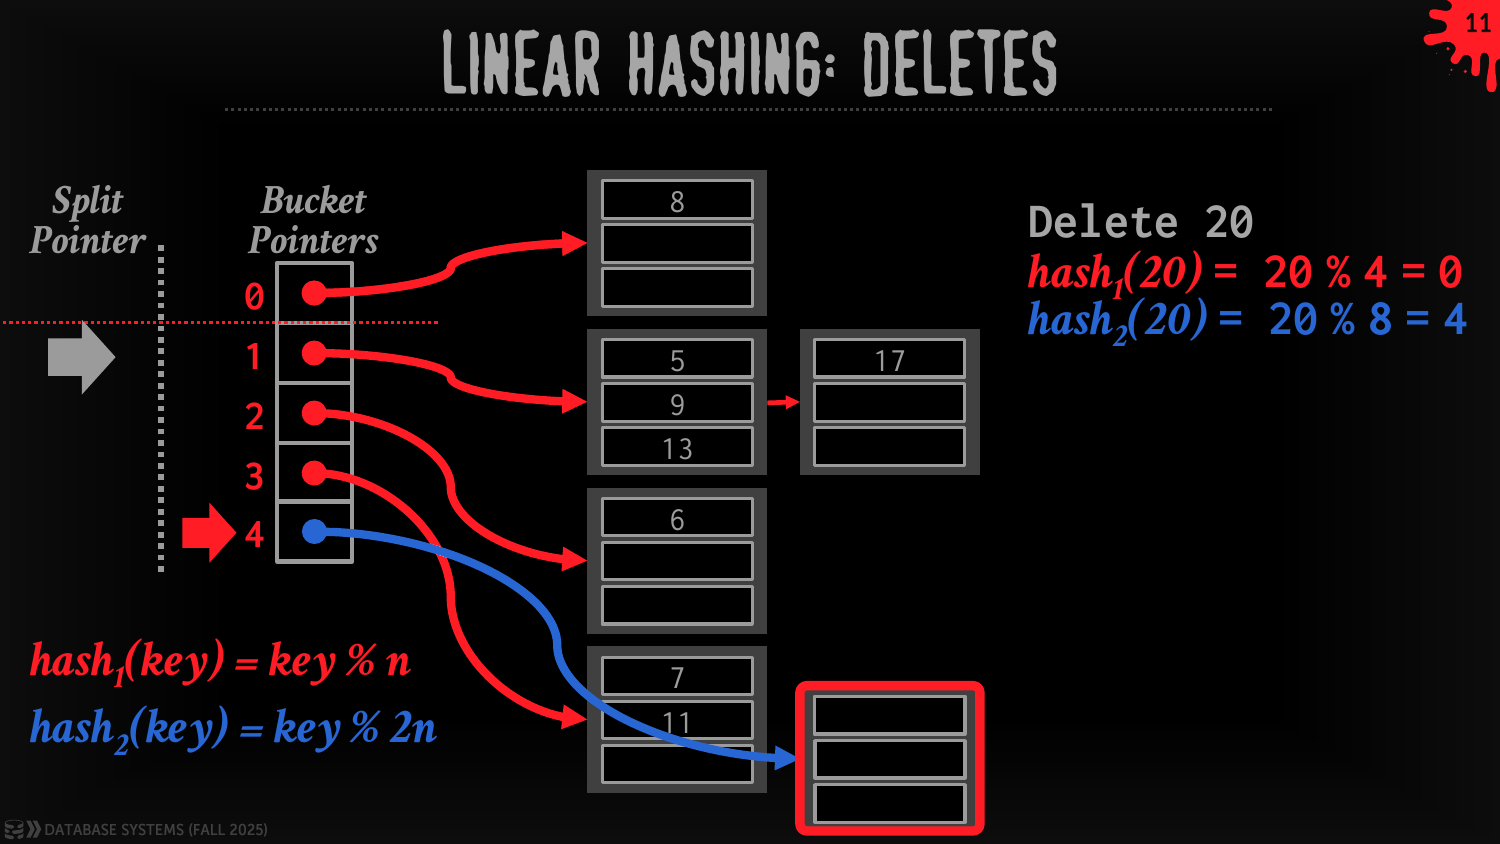 11
LINEAR HASHING: DELETES
Split
Pointer
Bucket
Pointers
0
1
2
3
4
8
5
9
13
17
6
7
11
Delete 20
hash₁(20) = 20 % 4 = 0
hash₂(20) = 20 % 8 = 4
hash₁(key) = key % n
hash₂(key) = key % 2n
DATABASE SYSTEMS (FALL 2025)